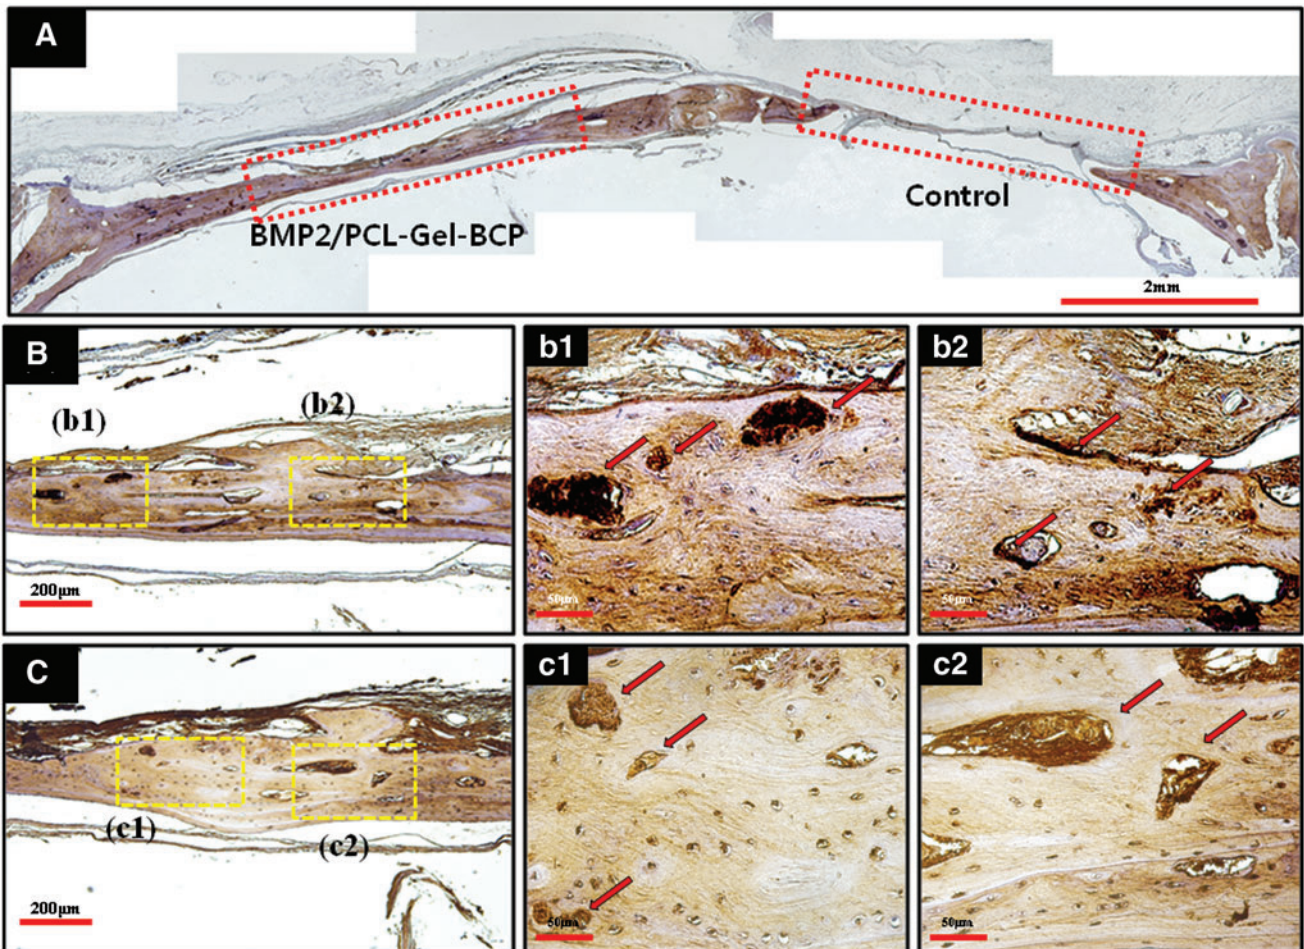 A
BMP2/PCL-Gel-BCP
Control
2mm
B
(b1)
(b2)
200µm
b1
50µm
b2
50µm
C
(c1)
(c2)
200µm
c1
50µm
c2
50µm